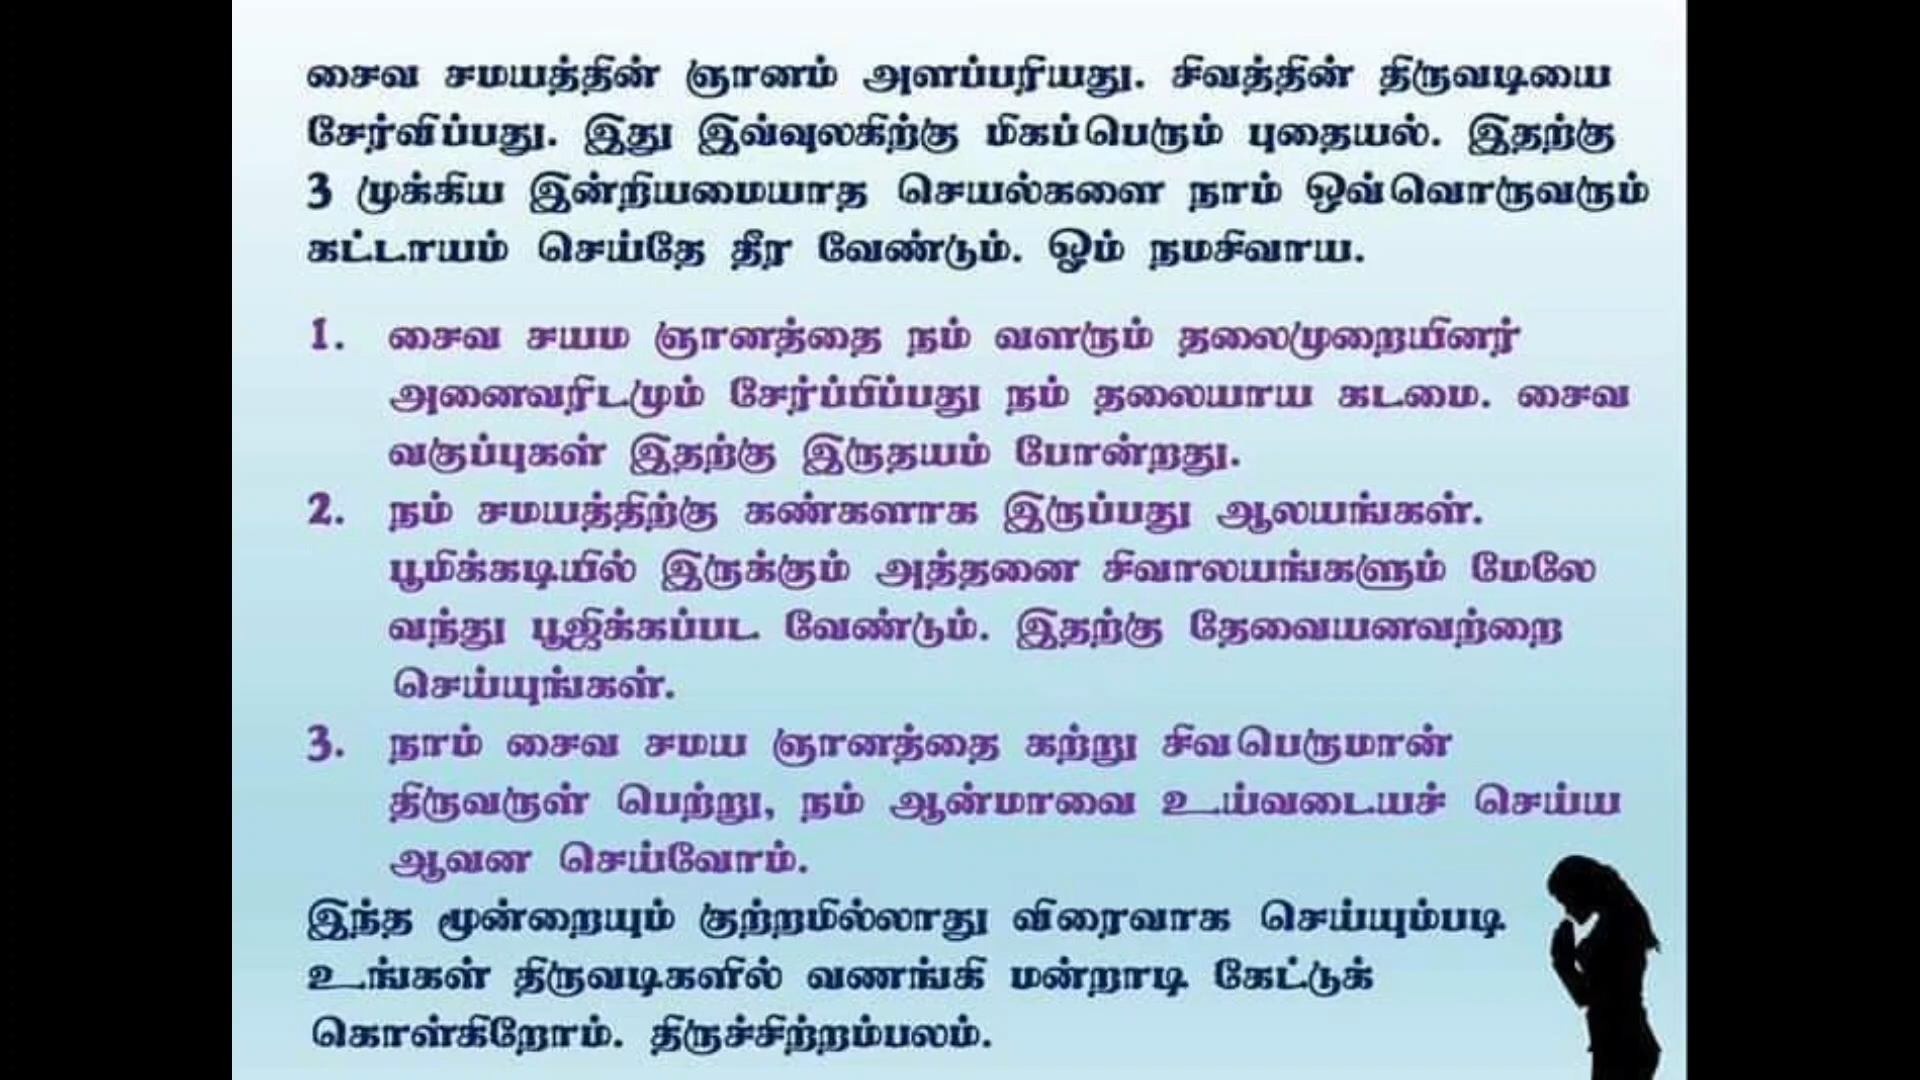 சைவ சமயத்தின் ஞானம் அளப்பரியது. சிவத்தின் திருவடியை
சேர்விப்பது. இது இவ்வுலகிற்கு மிகப்பெரும் புதையல். இதற்கு
3 முக்கிய இன்றியமையாத செயல்களை நாம் ஒவ்வொருவரும்
கட்டாயம் செய்தே தீர வேண்டும். ஓம் நமசிவாய.
1. சைவ சயம ஞானத்தை நம் வளரும் தலைமுறையினர்
அனைவரிடமும் சேர்ப்பிப்பது நம் தலையாய கடமை. சைவ
வகுப்புகள் இதற்கு இருதயம் போன்றது.
2. நம் சமயத்திற்கு கண்களாக இருப்பது ஆலயங்கள்.
பூமிக்கடியில் இருக்கும் அத்தனை சிவாலயங்களும் மேலே
வந்து பூஜிக்கப்பட வேண்டும். இதற்கு தேவையனவற்றை
செய்யுங்கள்.
3. நாம் சைவ சமய ஞானத்தை கற்று சிவபெருமான்
திருவருள் பெற்று, நம் ஆன்மாவை உய்வடையச் செய்ய
ஆவன செய்வோம்.
இந்த மூன்றையும் குற்றமில்லாது விரைவாக செய்யும்படி
உங்கள் திருவடிகளில் வணங்கி மன்றாடி கேட்டுக்
கொள்கிறோம். திருச்சிற்றம்பலம்.